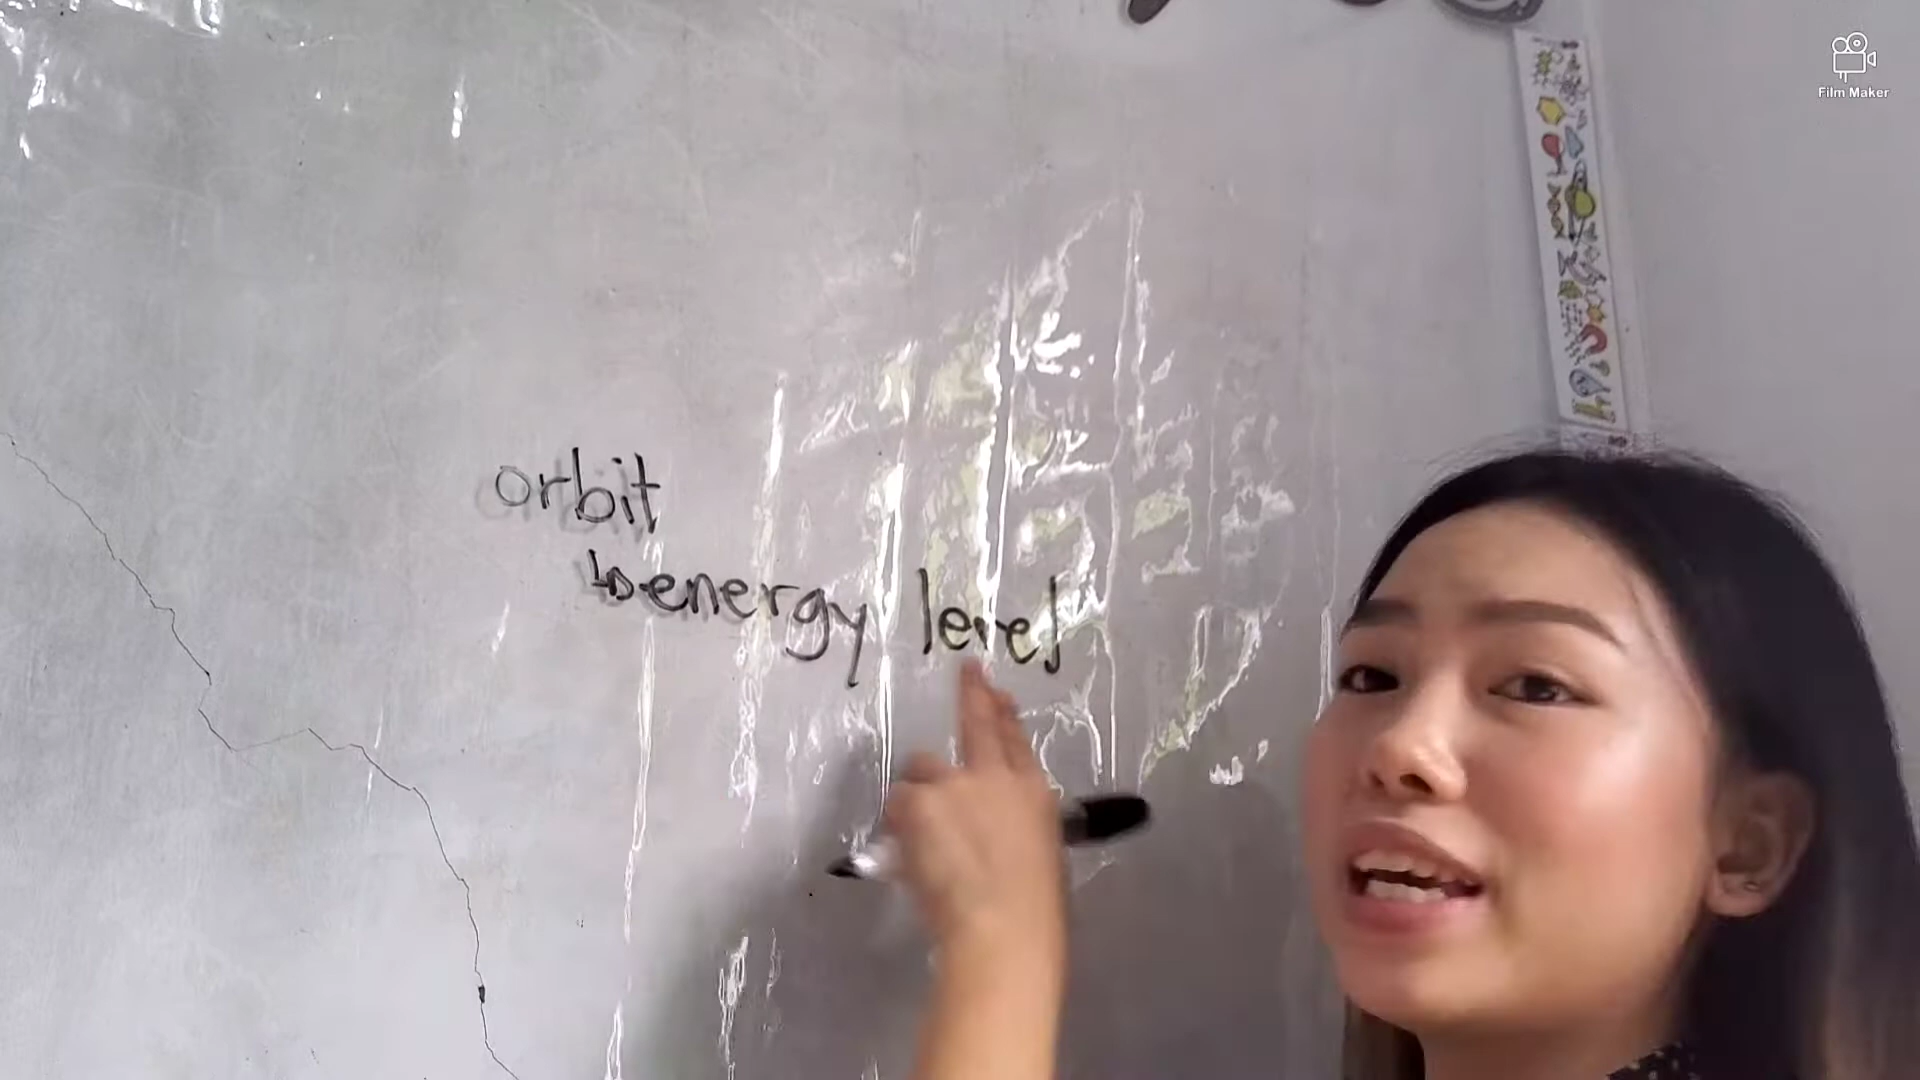 Film Maker
orbit
↳ energy level